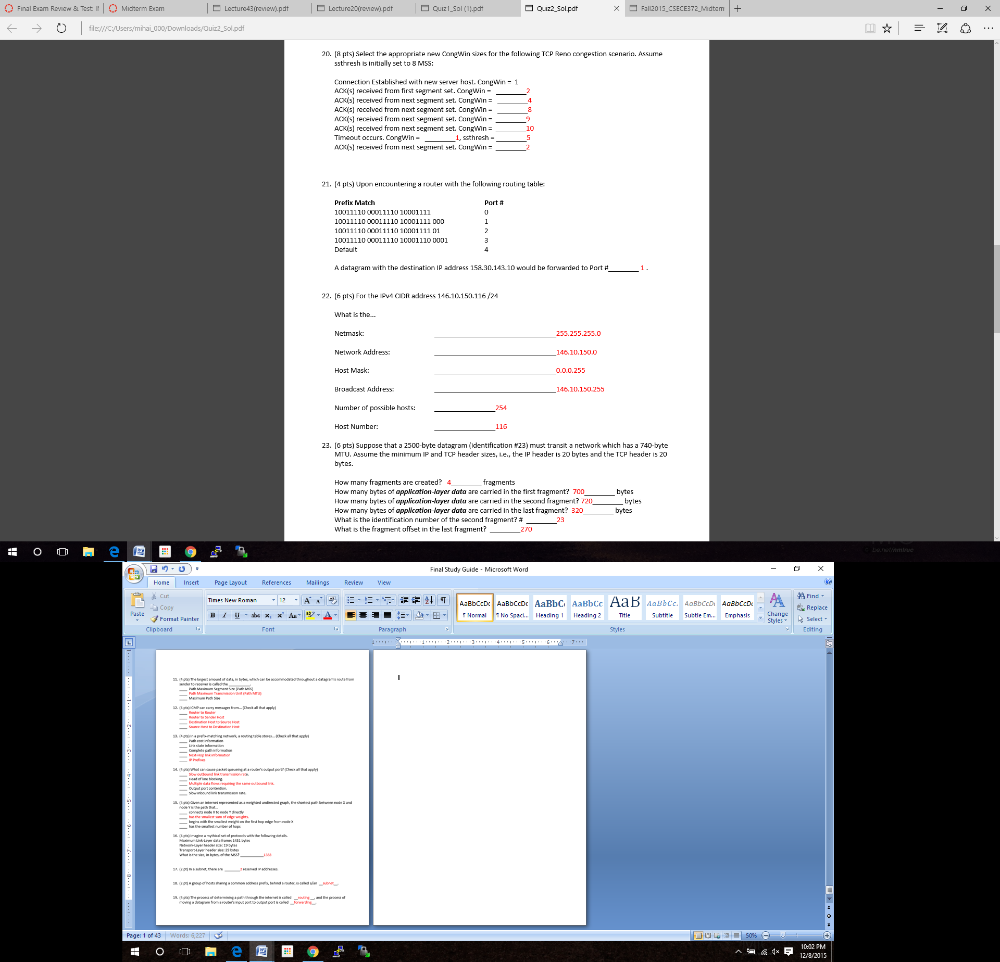 Final Exam Review & Test: IN
Midterm Exam
Lecture43(review).pdf
Lecture20(review).pdf
Quiz1_Sol (1).pdf
Quiz2_Sol.pdf
Fall2015_CSECE372_Midterm
file:///C:/Users/mihai_000/Downloads/Quiz2_Sol.pdf
20. (8 pts) Select the appropriate new CongWin sizes for the following TCP Reno congestion scenario. Assume
ssthresh is initially set to 8 MSS:
Connection Established with new server host. CongWin = 1
ACK(s) received from first segment set. CongWin = ________2
ACK(s) received from next segment set. CongWin = ________4
ACK(s) received from next segment set. CongWin = ________8
ACK(s) received from next segment set. CongWin = ________9
ACK(s) received from next segment set. CongWin = ________10
Timeout occurs. CongWin = ________1, ssthresh = ________5
ACK(s) received from next segment set. CongWin = ________2
21. (4 pts) Upon encountering a router with the following routing table:
Prefix Match Port #
10011110 00011110 10001111 0
10011110 00011110 10001111 000 1
10011110 00011110 10001111 01 2
10011110 00011110 10001110 0001 3
Default 4
A datagram with the destination IP address 158.30.143.10 would be forwarded to Port #________ 1 .
22. (6 pts) For the IPv4 CIDR address 146.10.150.116 /24
What is the...
Netmask: ________________________________255.255.255.0
Network Address: ________________________________146.10.150.0
Host Mask: ________________________________0.0.0.255
Broadcast Address: ________________________________146.10.150.255
Number of possible hosts: ________________254
Host Number: ________________116
23. (6 pts) Suppose that a 2500-byte datagram (identification #23) must transit a network which has a 740-byte
MTU. Assume the minimum IP and TCP header sizes, i.e., the IP header is 20 bytes and the TCP header is 20
bytes.
How many fragments are created? 4________ fragments
How many bytes of application-layer data are carried in the first fragment? 700________ bytes
How many bytes of application-layer data are carried in the second fragment? 720________ bytes
How many bytes of application-layer data are carried in the last fragment? 320________ bytes
What is the identification number of the second fragment? # ________23
What is the fragment offset in the last fragment? ________270
be.net/nmtruc
Final Study Guide - Microsoft Word
Home Insert Page Layout References Mailings Review View
Paste
Cut
Copy
Format Painter
Clipboard
Times New Roman 12
Font
Paragraph
AaBbCcDc AaBbCcDc AaBbC AaBbCc AaB AaBbCc. AaBbCcDc AaBbCcDc
¶ Normal ¶ No Spaci... Heading 1 Heading 2 Title Subtitle Subtle Em... Emphasis
Change Styles
Styles
Find
Replace
Select
Editing
11. (4 pts) The largest amount of data, in bytes, which can be accommodated throughout a datagram's route from
sender to receiver is called the __________.
____ Path Maximum Segment Size (Path MSS)
____ Path Maximum Transmission Unit (Path MTU)
____ Maximum Path Size
12. (4 pts) ICMP can carry messages from... (Check all that apply)
____ Router to Router
____ Router to Sender Host
____ Destination Host to Source Host
____ Source Host to Destination Host
13. (4 pts) In a prefix-matching network, a routing table stores... (Check all that apply)
____ Path cost information
____ Link state information
____ Complete path information
____ Next-Hop link information
____ IP Prefixes
14. (4 pts) What can cause packet queueing at a router's output port? (Check all that apply)
____ Slow outbound link transmission rate.
____ Head of line blocking.
____ Multiple data flows requiring the same outbound link.
____ Output port contention.
____ Slow inbound link transmission rate.
15. (4 pts) Given an internet represented as a weighted undirected graph, the shortest path between node X and
node Y is the path that...
____ connects node X to node Y directly
____ has the smallest sum of edge weights.
____ begins with the smallest weight on the first hop edge from node X
____ has the smallest number of hops
16. (4 pts) Imagine a mythical set of protocols with the following details.
Maximum Link-Layer data frame: 1431 bytes
Network-Layer header size: 19 bytes
Transport-Layer header size: 29 bytes
What is the size, in bytes, of the MSS? ____________1383
17. (2 pt) In a subnet, there are ________2 reserved IP addresses.
18. (2 pt) A group of hosts sharing a common address prefix, behind a router, is called a/an __subnet__.
19. (4 pts) The process of determining a path through the internet is called __routing__, and the process of
moving a datagram from a router's input port to output port is called __forwarding__.
Page: 1 of 43 Words: 6,227
50%
10:02 PM
12/8/2015